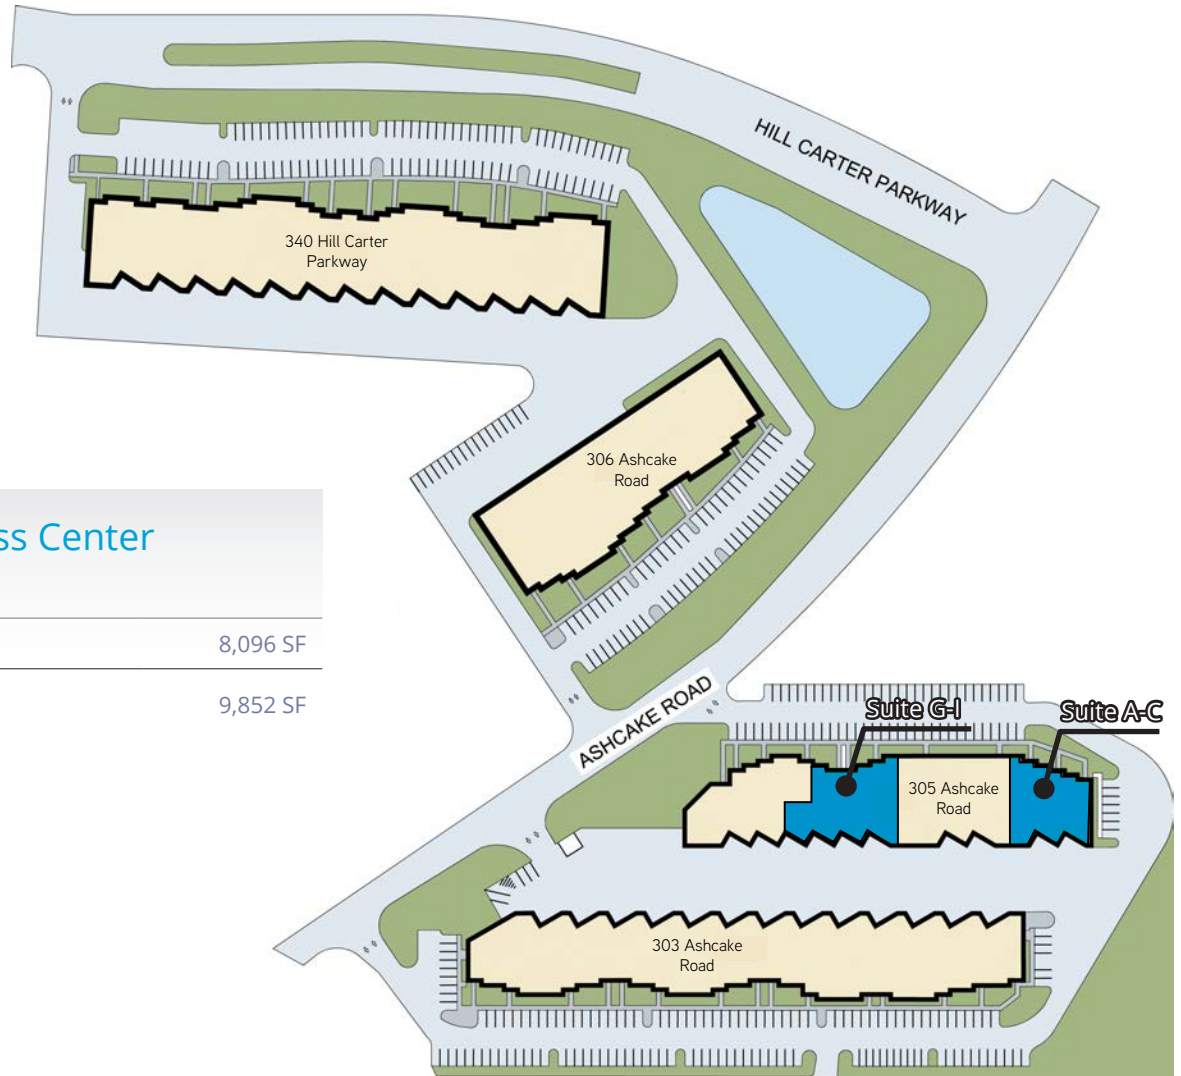 HILL CARTER PARKWAY
340 Hill Carter
Parkway
306 Ashcake
Road
ss Center
8,096 SF
9,852 SF
ASHCAKE ROAD
Suite G-I
Suite A-C
305 Ashcake
Road
303 Ashcake
Road